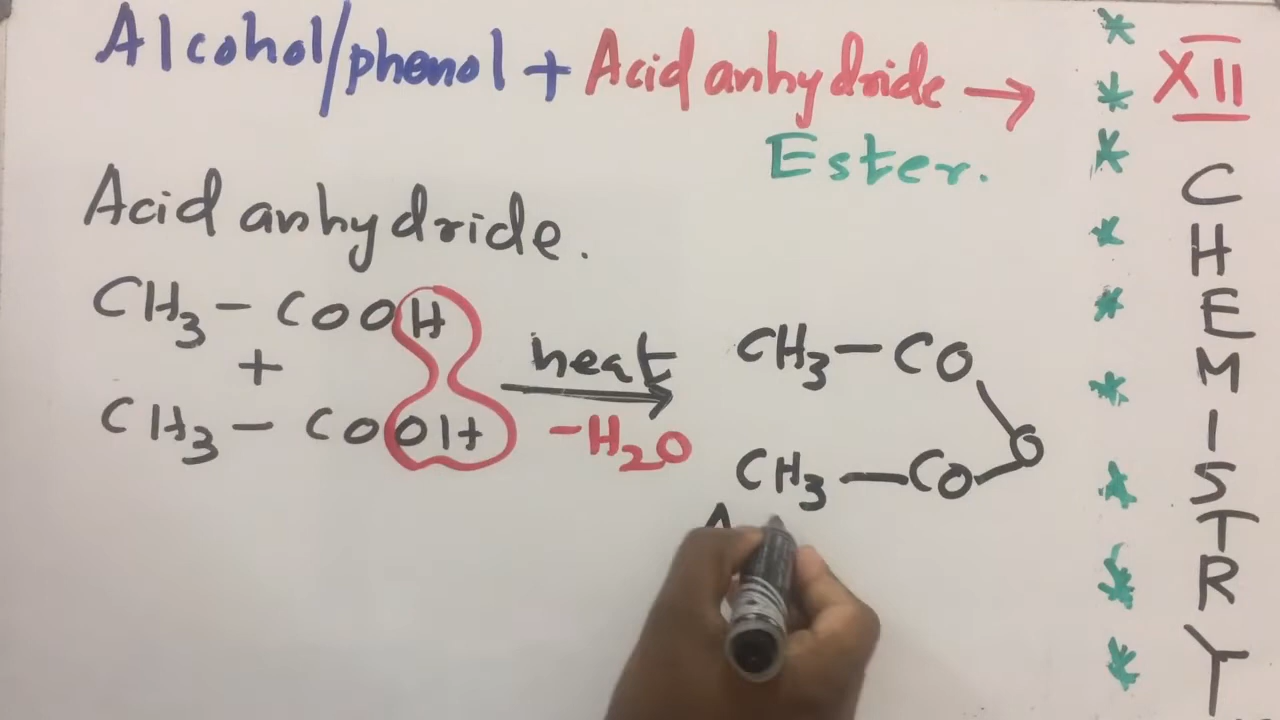 Alcohol/phenol + Acid anhydride →
Ester.
Acid anhydride.
CH₃ – COOH
+
CH₃ – COOH
heat
-H₂O
CH₃ – CO
O
CH₃ – CO
A
* * * * * * * * *
XII
C
H
E
M
I
S
T
R
Y